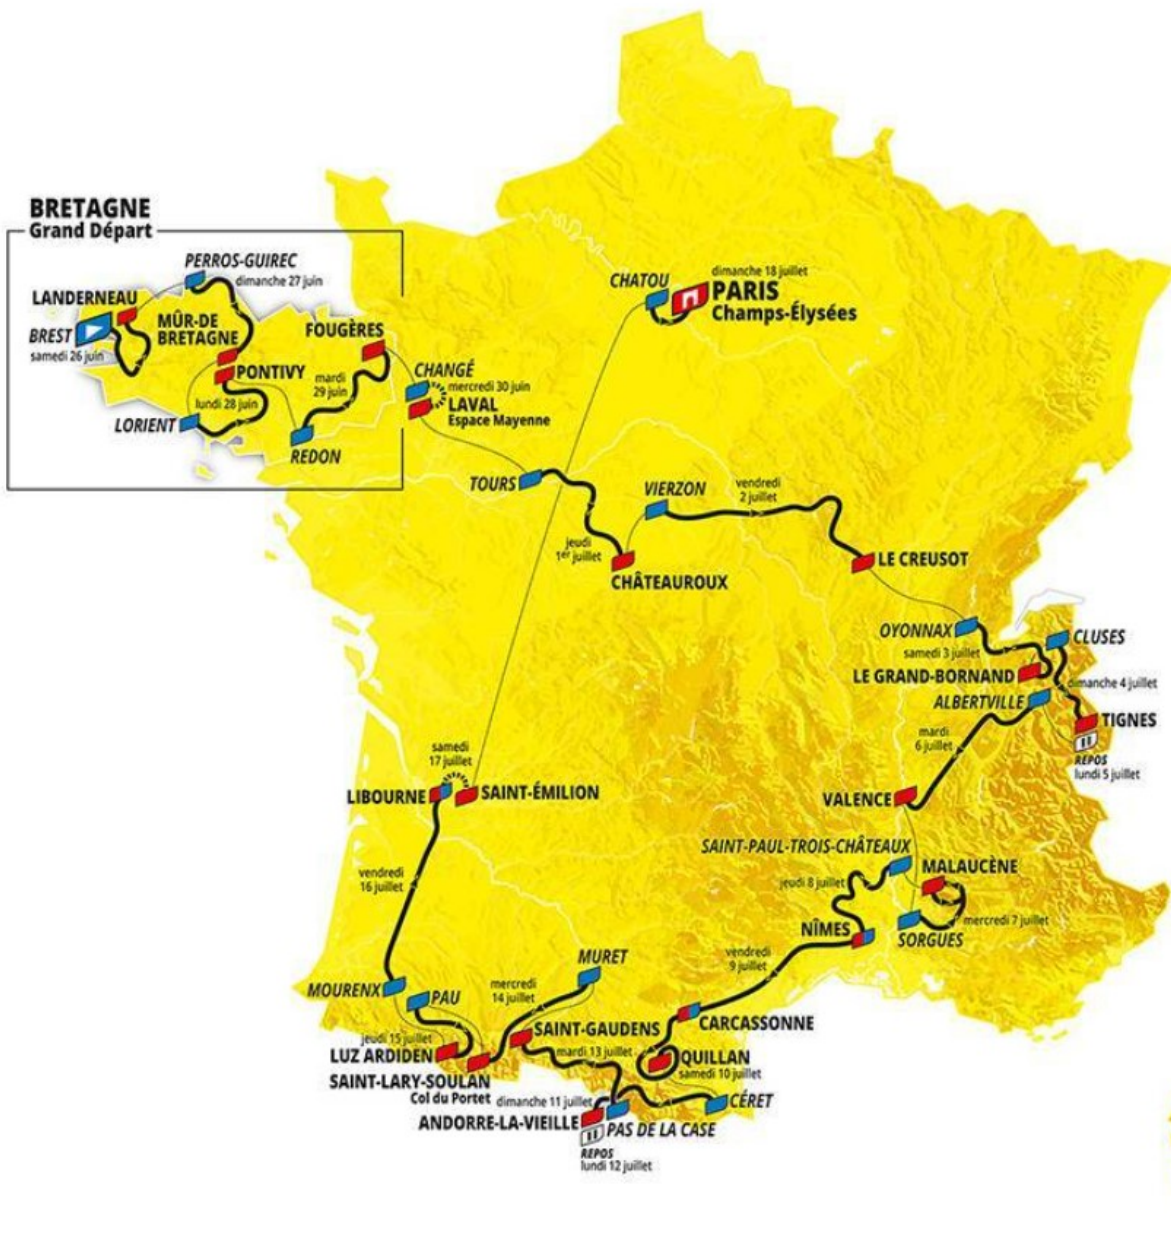 BRETAGNE
Grand Départ
PERROS-GUIREC
dimanche 27 juin
LANDERNEAU
BREST
samedi 26 juin
MÛR-DE
BRETAGNE
FOUGÈRES
PONTIVY
mardi
29 juin
lundi 28 juin
LORIENT
REDON
CHANGÉ
mercredi 30 juin
LAVAL
Espace Mayenne
CHATOU
dimanche 18 juillet
PARIS
Champs-Élysées
TOURS
VIERZON
vendredi
2 juillet
jeudi
1er juillet
CHÂTEAUROUX
LE CREUSOT
OYONNAX
samedi 3 juillet
CLUSES
LE GRAND-BORNAND
dimanche 4 juillet
ALBERTVILLE
TIGNES
REPOS
lundi 5 juillet
mardi
6 juillet
VALENCE
samedi
17 juillet
LIBOURNE
SAINT-ÉMILION
SAINT-PAUL-TROIS-CHÂTEAUX
MALAUCÈNE
jeudi 8 juillet
mercredi 7 juillet
SORGUES
NÎMES
vendredi
16 juillet
vendredi
9 juillet
MURET
MOURENX
PAU
mercredi
14 juillet
CARCASSONNE
SAINT-GAUDENS
jeudi 15 juillet
LUZ ARDIDEN
mardi 13 juillet
QUILLAN
samedi 10 juillet
SAINT-LARY-SOULAN
Col du Portet
dimanche 11 juillet
CÉRET
ANDORRE-LA-VIEILLE
PAS DE LA CASE
REPOS
lundi 12 juillet